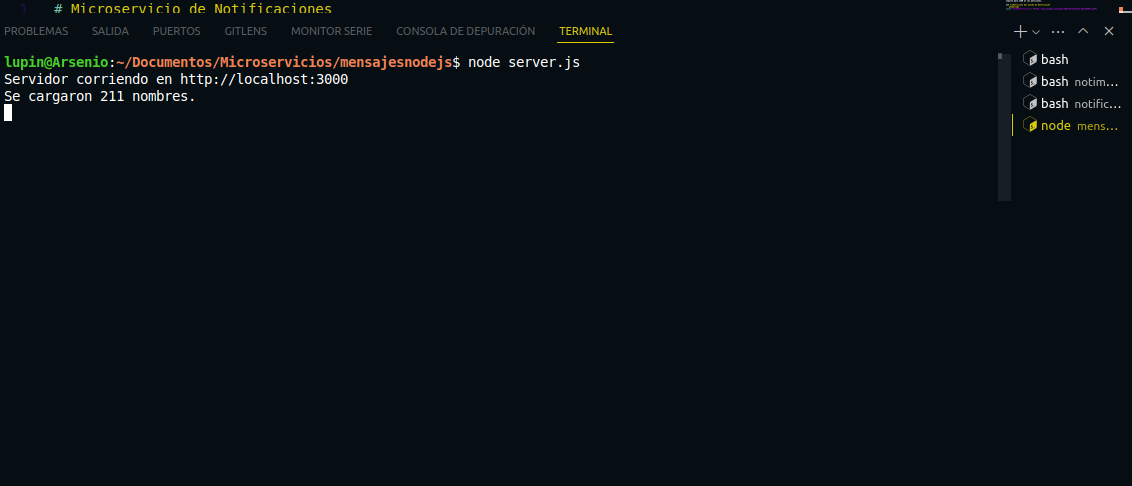 1 # Microservicio de Notificaciones
PROBLEMAS SALIDA PUERTOS GITLENS MONITOR SERIE CONSOLA DE DEPURACIÓN TERMINAL
lupin@Arsenio:~/Documentos/Microservicios/mensajesnodejs$ node server.js
Servidor corriendo en http://localhost:3000
Se cargaron 211 nombres.
bash
bash notim...
bash notific...
node mens...